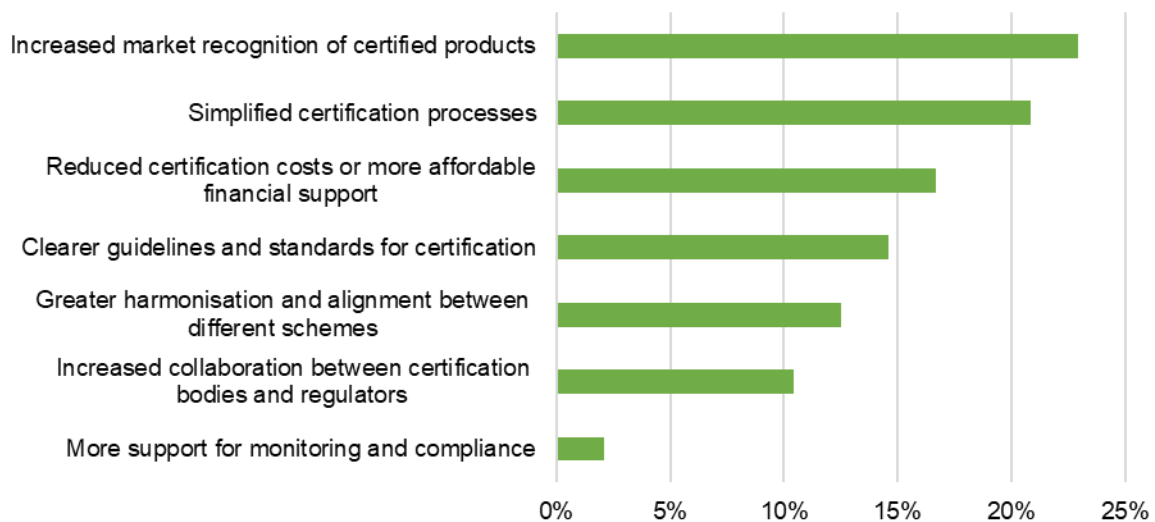 Increased market recognition of certified products
Simplified certification processes
Reduced certification costs or more affordable
financial support
Clearer guidelines and standards for certification
Greater harmonisation and alignment between
different schemes
Increased collaboration between certification
bodies and regulators
More support for monitoring and compliance
0% 5% 10% 15% 20% 25%